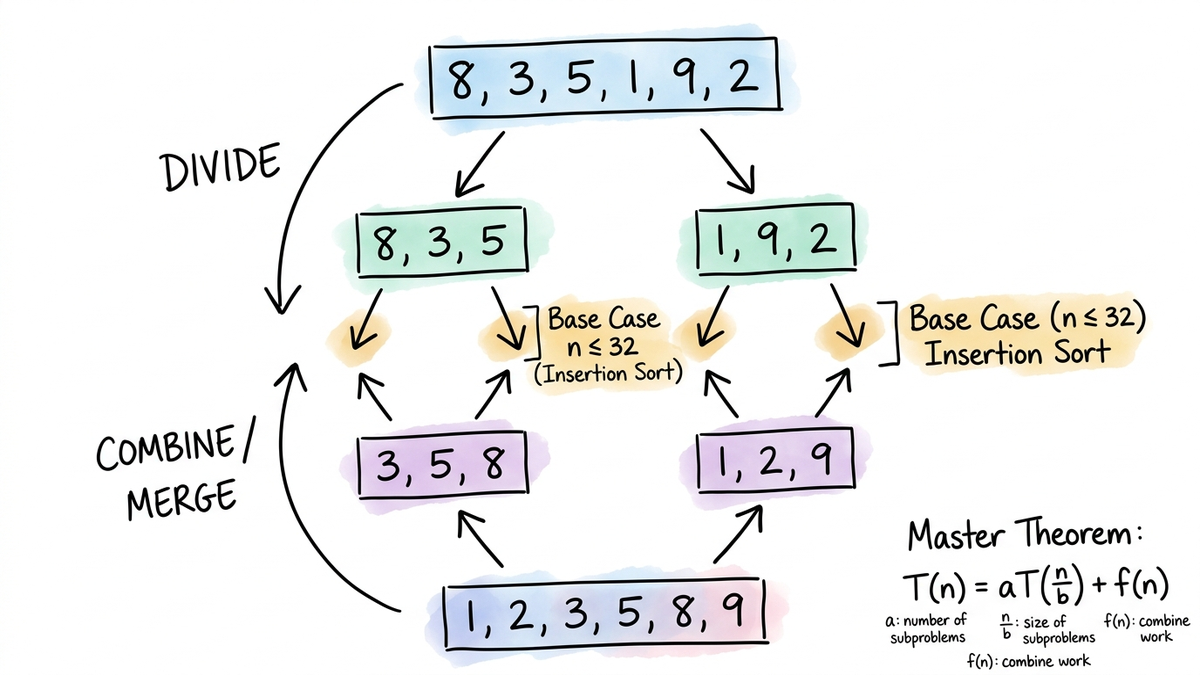 8, 3, 5, 1, 9, 2
DIVIDE
8, 3, 5
1, 9, 2
Base Case
n ≤ 32
(Insertion Sort)
Base Case (n ≤ 32)
Insertion Sort
COMBINE/
MERGE
3, 5, 8
1, 2, 9
1, 2, 3, 5, 8, 9
Master Theorem:
T(n) = aT(n/b) + f(n)
a: number of
subproblems
n/b: size of
subproblems
f(n): combine
work
f(n): combine work